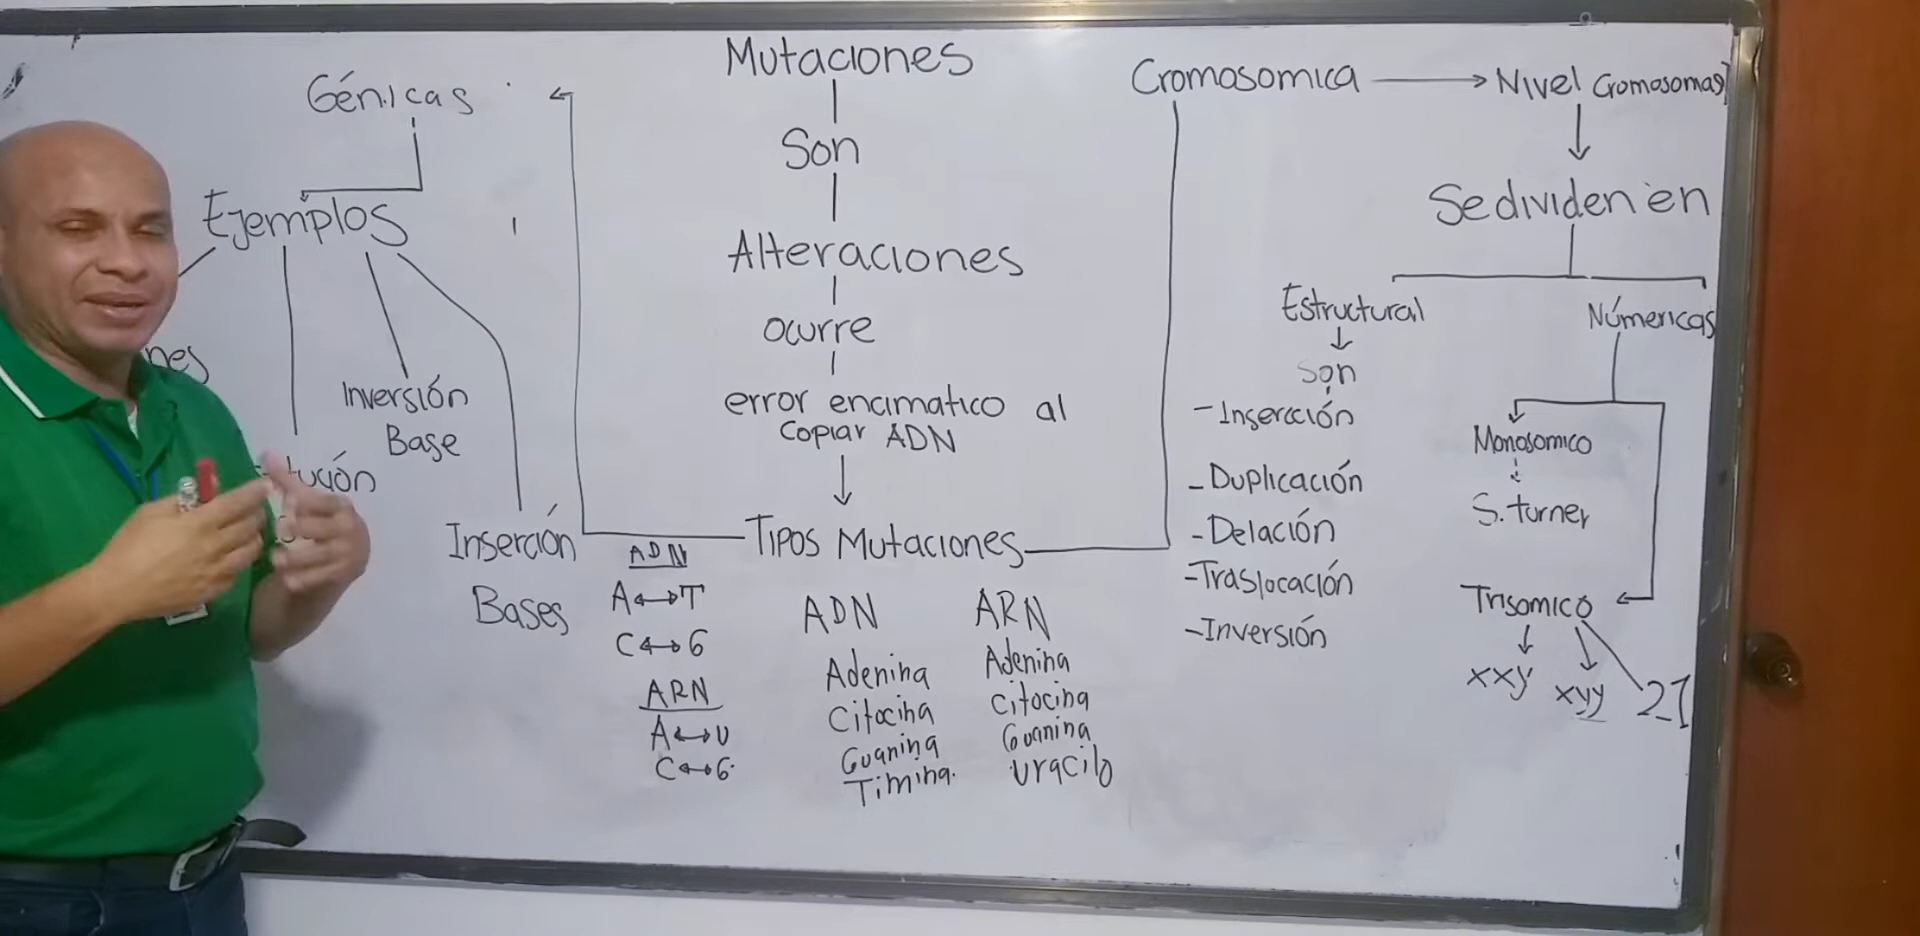 Mutaciones
Son
Alteraciones
ocurre
error encimatico al
copiar ADN
Tipos Mutaciones
Génicas
Ejemplos
Inversión
Base
Inserción
Bases
ADN
A↔T
C↔G
ARN
A↔U
C↔G
ADN
Adenina
Citocina
Guanina
Timina
ARN
Adenina
Citocina
Guanina
Uracilo
Cromosomica → Nivel Cromosomas
Se dividen en
Estructural
son
- Inserción
- Duplicación
- Delación
- Traslocación
- Inversión
Númericas
Monosomico
S. turner
Trisomico
xxy xyy 21